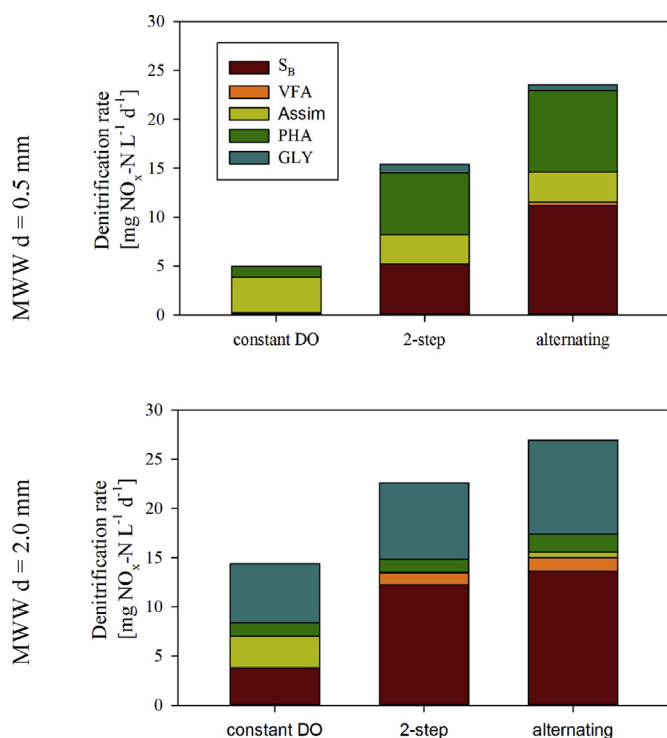 MWW d = 0.5 mm
Denitrification rate
[mg NOx-N L-1 d-1]
30
25
20
15
10
5
0
SB
VFA
Assim
PHA
GLY
constant DO 2-step alternating
MWW d = 2.0 mm
Denitrification rate
[mg NOx-N L-1 d-1]
30
25
20
15
10
5
0
constant DO 2-step alternating